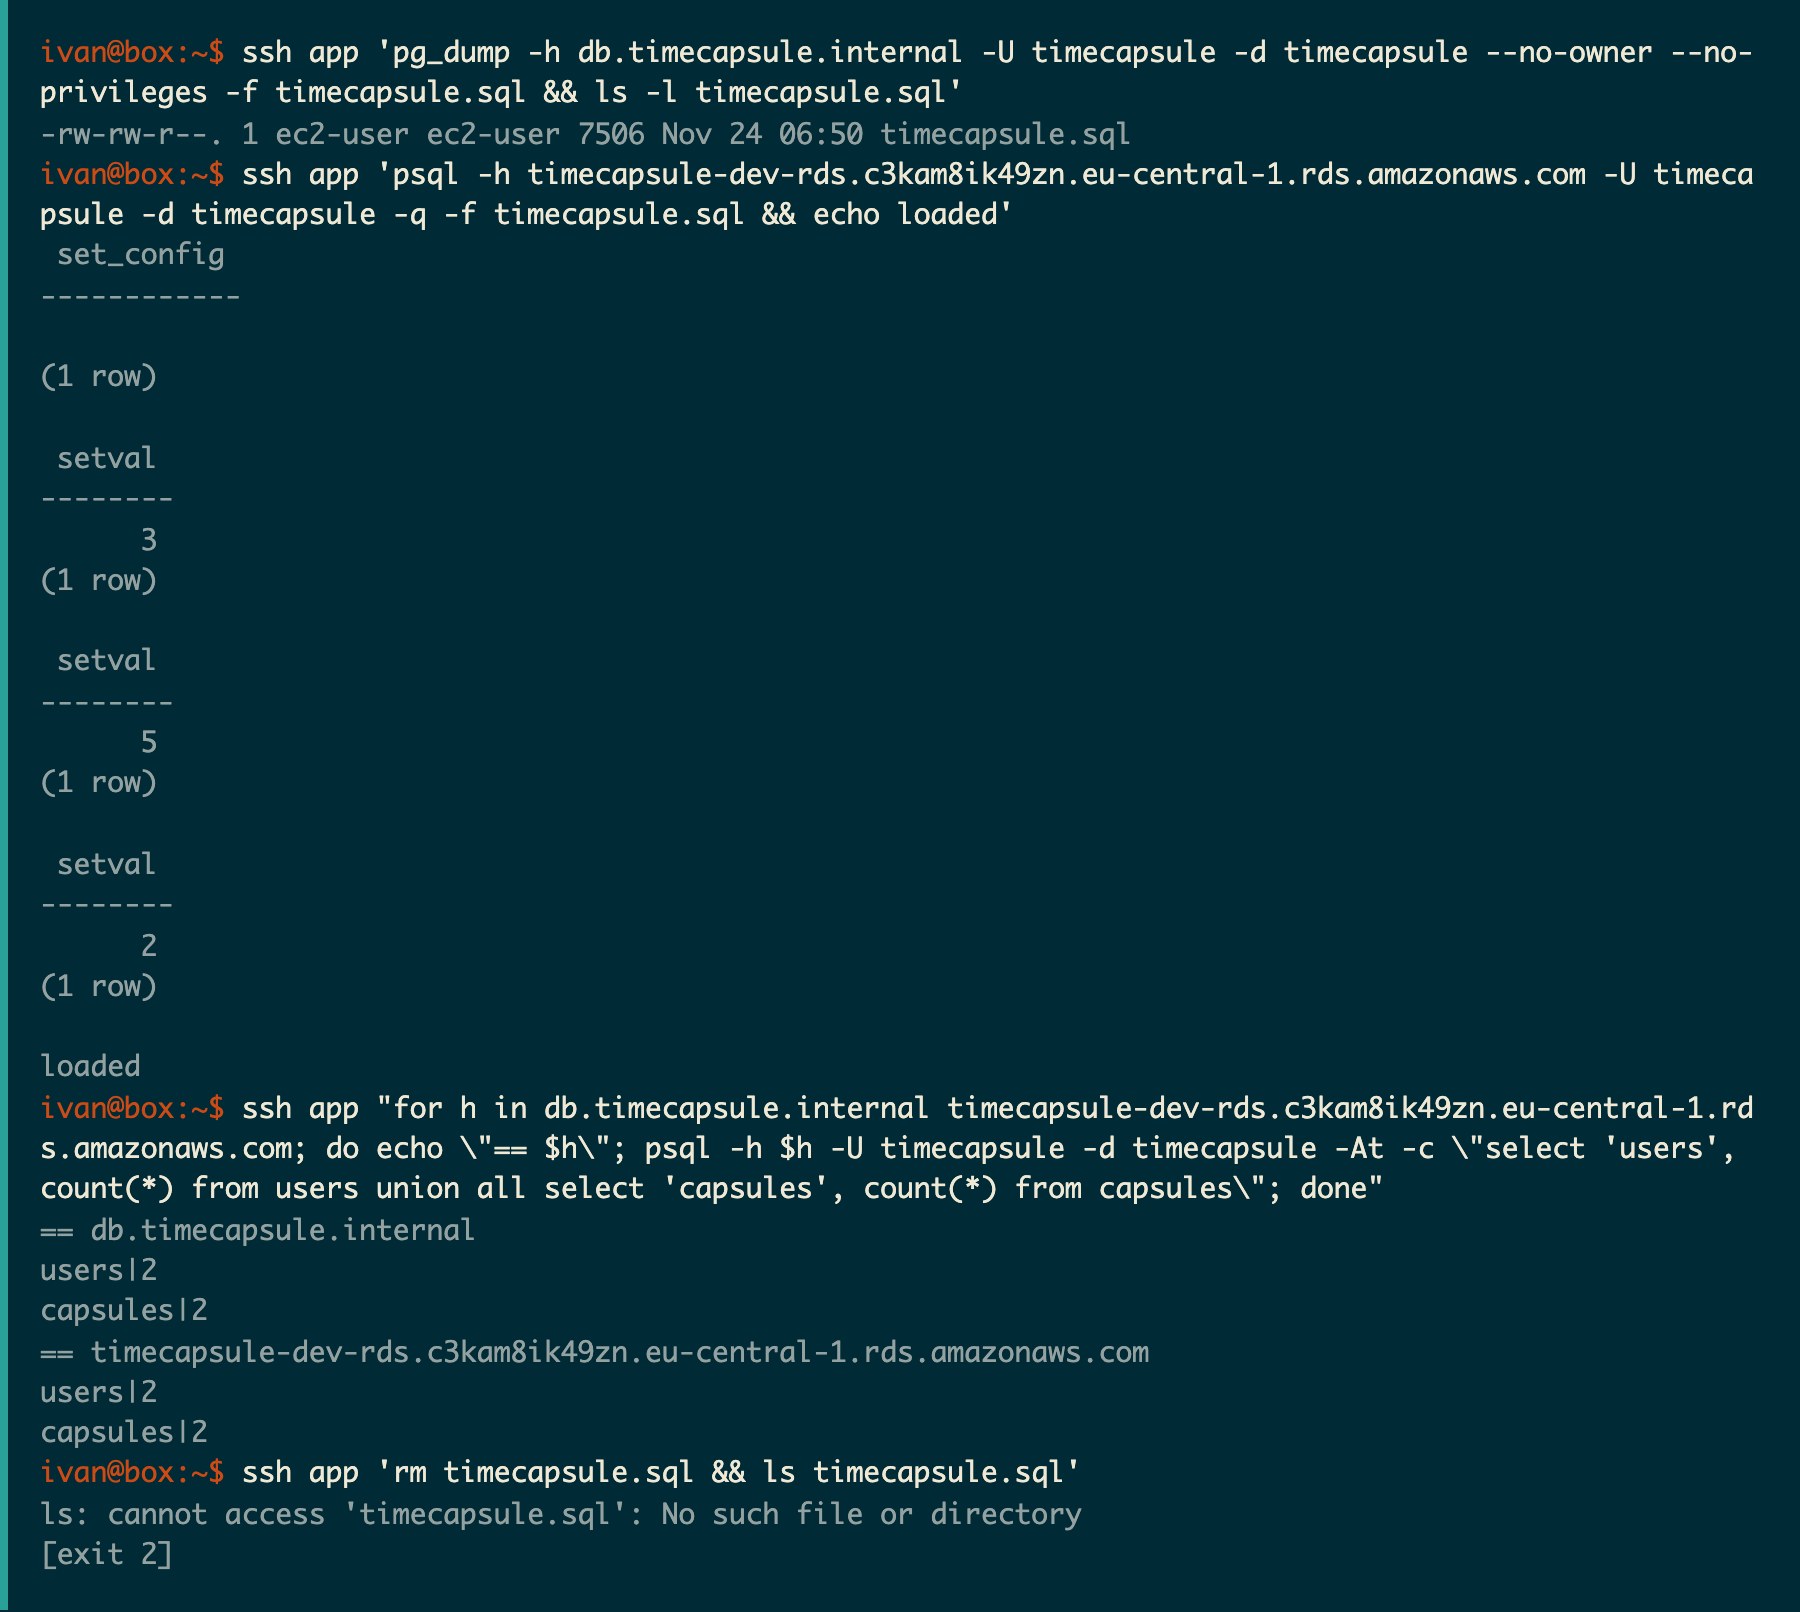 ivan@box:~$ ssh app 'pg_dump -h db.timecapsule.internal -U timecapsule -d timecapsule --no-owner --no-
privileges -f timecapsule.sql && ls -l timecapsule.sql'
-rw-rw-r--. 1 ec2-user ec2-user 7506 Nov 24 06:50 timecapsule.sql
ivan@box:~$ ssh app 'psql -h timecapsule-dev-rds.c3kam8ik49zn.eu-central-1.rds.amazonaws.com -U timeca
psule -d timecapsule -q -f timecapsule.sql && echo loaded'
 set_config
------------

(1 row)

 setval
--------
      3
(1 row)

 setval
--------
      5
(1 row)

 setval
--------
      2
(1 row)

loaded
ivan@box:~$ ssh app "for h in db.timecapsule.internal timecapsule-dev-rds.c3kam8ik49zn.eu-central-1.rd
s.amazonaws.com; do echo \"== $h\"; psql -h $h -U timecapsule -d timecapsule -At -c \"select 'users',
count(*) from users union all select 'capsules', count(*) from capsules\"; done"
== db.timecapsule.internal
users|2
capsules|2
== timecapsule-dev-rds.c3kam8ik49zn.eu-central-1.rds.amazonaws.com
users|2
capsules|2
ivan@box:~$ ssh app 'rm timecapsule.sql && ls timecapsule.sql'
ls: cannot access 'timecapsule.sql': No such file or directory
[exit 2]